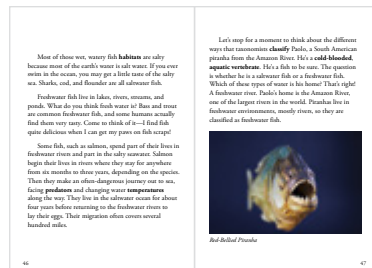 Most of those wet, watery fish habitats are salty
because most of the earth's water is salt water. If you ever
swim in the ocean, you may get a little taste of the salty
sea. Sharks, cod, and flounder are all saltwater fish.
Freshwater fish live in lakes, rivers, streams, and
ponds. What do you think fresh water is? Bass and trout
are common freshwater fish, and some humans actually
find them very tasty. Come to think of it—I find fish
quite delicious when I can get my paws on fish scraps!
Some fish, such as salmon, spend part of their lives in
freshwater rivers and part in the salty seawater. Salmon
begin their lives in rivers where they stay for anywhere
from six months to three years, depending on the species.
Then they make an often-dangerous journey out to sea,
facing predators and changing water temperatures
along the way. They live in the saltwater ocean for about
four years before returning to the freshwater rivers to
lay their eggs. Their migration often covers several
hundred miles.
46
Let's stop for a moment to think about the different
ways that taxonomists classify Paolo, a South American
piranha from the Amazon River. He's a cold-blooded,
aquatic vertebrate. He's a fish to be sure. The question
is whether he is a saltwater fish or a freshwater fish.
Which of these types of water is his home? That's right!
A freshwater river. Paolo's home is the Amazon River,
one of the largest rivers in the world. Piranhas live in
freshwater environments, mostly rivers, so they are
classified as freshwater fish.
Red-Bellied Piranha
47